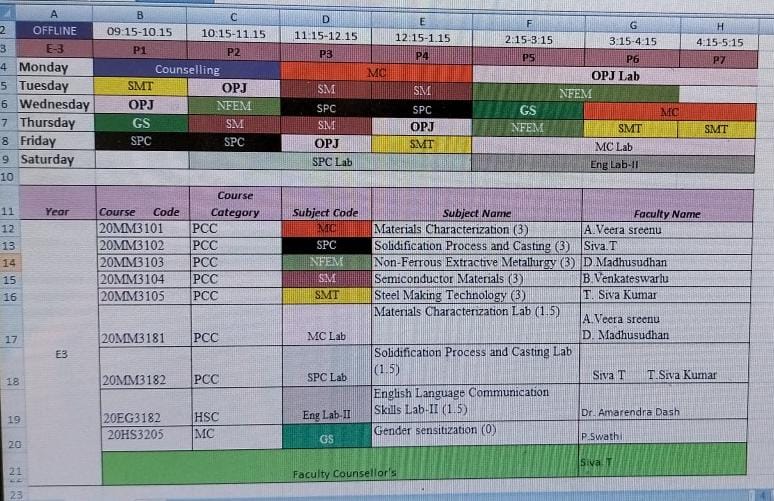 A B C D E F G H
2 OFFLINE 09:15-10.15 10:15-11.15 11:15-12.15 12:15-1.15 2:15-3:15 3:15-4:15 4:15-5:15
3 E-3 P1 P2 P3 P4 P5 P6 P7
4 Monday Counselling MC OPJ Lab
5 Tuesday SMT OPJ SM SM NFEM
6 Wednesday OPJ NFEM SPC SPC GS MC
7 Thursday GS SM SM OPJ NFEM SMT SMT
8 Friday SPC SPC OPJ SMT MC Lab
9 Saturday SPC Lab Eng Lab-II
10
11 Year Course Code Course Category Subject Code Subject Name Faculty Name
12 20MM3101 PCC MC Materials Characterization (3) A.Veera sreenu
13 20MM3102 PCC SPC Solidification Process and Casting (3) Siva.T
14 20MM3103 PCC NFEM Non-Ferrous Extractive Metallurgy (3) D.Madhusudhan
15 20MM3104 PCC SM Semiconductor Materials (3) B.Venkateswarlu
16 20MM3105 PCC SMT Steel Making Technology (3) T. Siva Kumar
Materials Characterization Lab (1.5) A.Veera sreenu
17 20MM3181 PCC MC Lab D. Madhusudhan
E3
Solidification Process and Casting Lab
18 20MM3182 PCC SPC Lab (1.5) Siva T T.Siva Kumar
English Language Communication
19 20EG3182 HSC Eng Lab-II Skills Lab-II (1.5) Dr. Amarendra Dash
20 20HS3205 MC GS Gender sensitization (0) P.Swathi
21 Faculty Counsellor's Siva. T
22
23